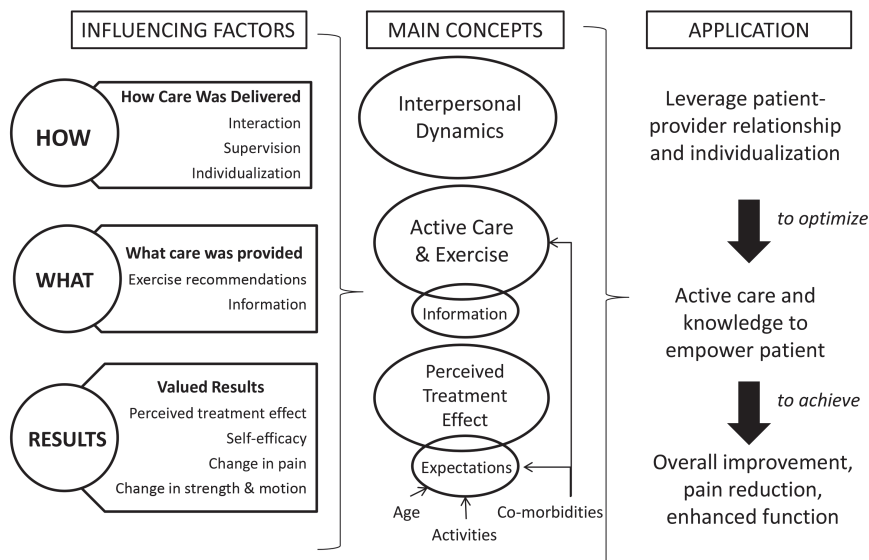 INFLUENCING FACTORS
HOW
How Care Was Delivered
Interaction
Supervision
Individualization
WHAT
What care was provided
Exercise recommendations
Information
RESULTS
Valued Results
Perceived treatment effect
Self-efficacy
Change in pain
Change in strength & motion
MAIN CONCEPTS
Interpersonal
Dynamics
Active Care
& Exercise
Information
Perceived
Treatment
Effect
Expectations
Age
Activities
Co-morbidities
APPLICATION
Leverage patient-
provider relationship
and individualization
to optimize
Active care and
knowledge to
empower patient
to achieve
Overall improvement,
pain reduction,
enhanced function